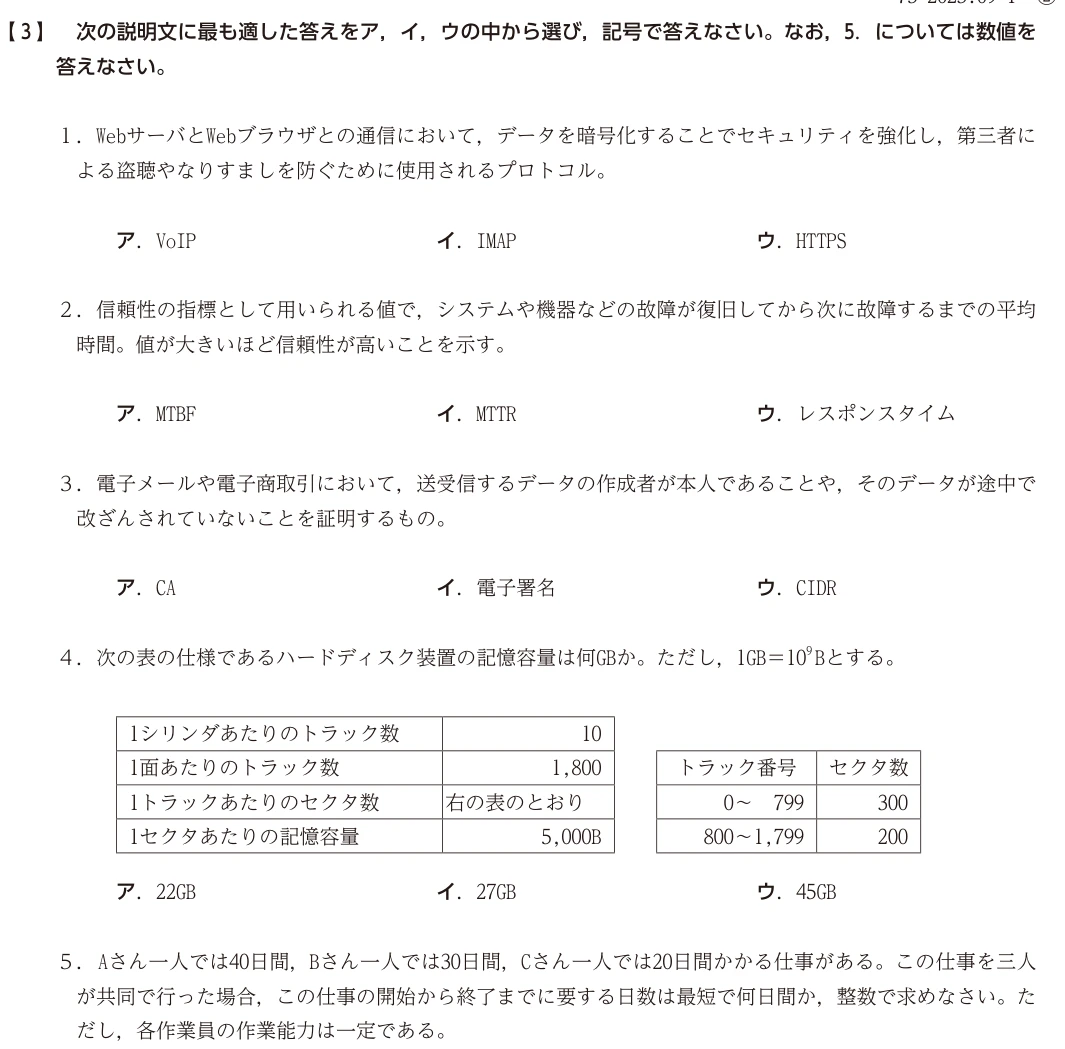 【3】　次の説明文に最も適した答えをア，イ，ウの中から選び，記号で答えなさい。なお，5．については数値を
答えなさい。
1．WebサーバとWebブラウザとの通信において，データを暗号化することでセキュリティを強化し，第三者に
よる盗聴やなりすましを防ぐために使用されるプロトコル。
ア．VoIP　イ．IMAP　ウ．HTTPS
2．信頼性の指標として用いられる値で，システムや機器などの故障が復旧してから次に故障するまでの平均
時間。値が大きいほど信頼性が高いことを示す。
ア．MTBF　イ．MTTR　ウ．レスポンスタイム
3．電子メールや電子商取引において，送受信するデータの作成者が本人であることや，そのデータが途中で
改ざんされていないことを証明するもの。
ア．CA　イ．電子署名　ウ．CIDR
4．次の表の仕様であるハードディスク装置の記憶容量は何GBか。ただし，1GB＝10⁹Bとする。
1シリンダあたりのトラック数　10
1面あたりのトラック数　1,800
1トラックあたりのセクタ数　右の表のとおり
1セクタあたりの記憶容量　5,000B
トラック番号　セクタ数
0～　799　300
800～1,799　200
ア．22GB　イ．27GB　ウ．45GB
5．Aさん一人では40日間，Bさん一人では30日間，Cさん一人では20日間かかる仕事がある。この仕事を三人
が共同で行った場合，この仕事の開始から終了までに要する日数は最短で何日間か，整数で求めなさい。た
だし，各作業員の作業能力は一定である。